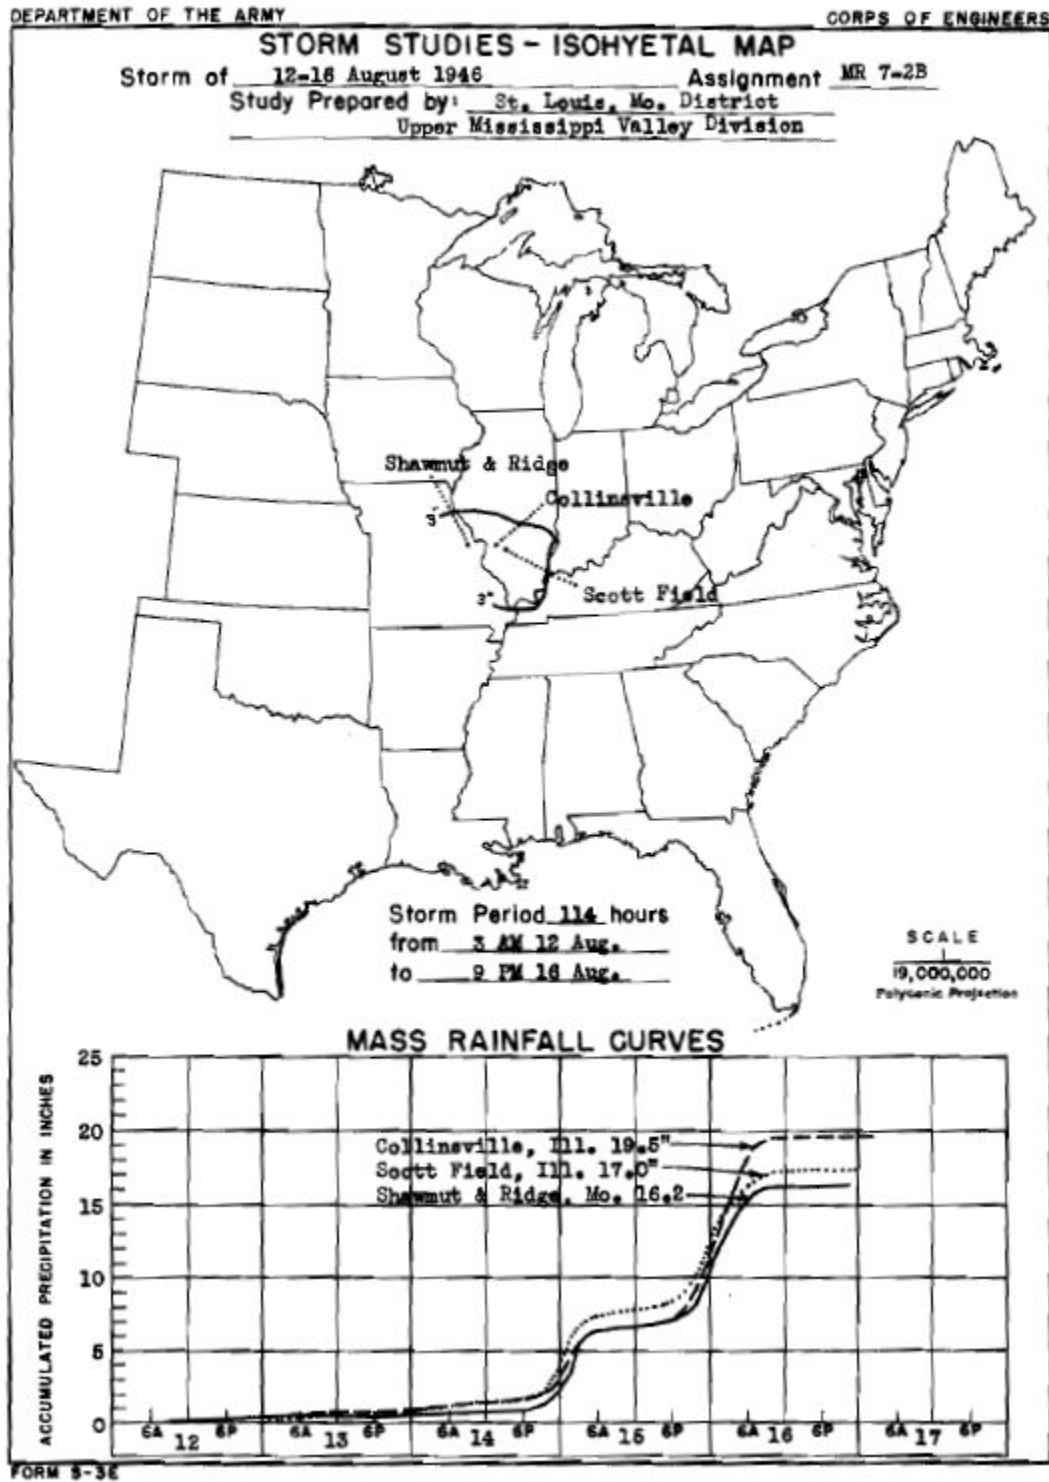 DEPARTMENT OF THE ARMY
CORPS OF ENGINEERS
STORM STUDIES - ISOHYETAL MAP
Storm of 12-16 August 1946 Assignment MR 7-2B
Study Prepared by: St. Louis, Mo. District
Upper Mississippi Valley Division
Shawmut & Ridge
Collinsville
3"
Scott Field
3"
Storm Period 114 hours
from 3 AM 12 Aug.
to 9 PM 16 Aug.
SCALE
1
19,000,000
Polyconic Projection
MASS RAINFALL CURVES
ACCUMULATED PRECIPITATION IN INCHES
25
20
15
10
5
0
Collinsville, Ill. 19.5"
Scott Field, Ill. 17.0"
Shawmut & Ridge, Mo. 16.2
6A 6P 6P 6A 6P 6A 6P 6A 6P 6A 6P
12 13 14 15 16 17
FORM S-3E